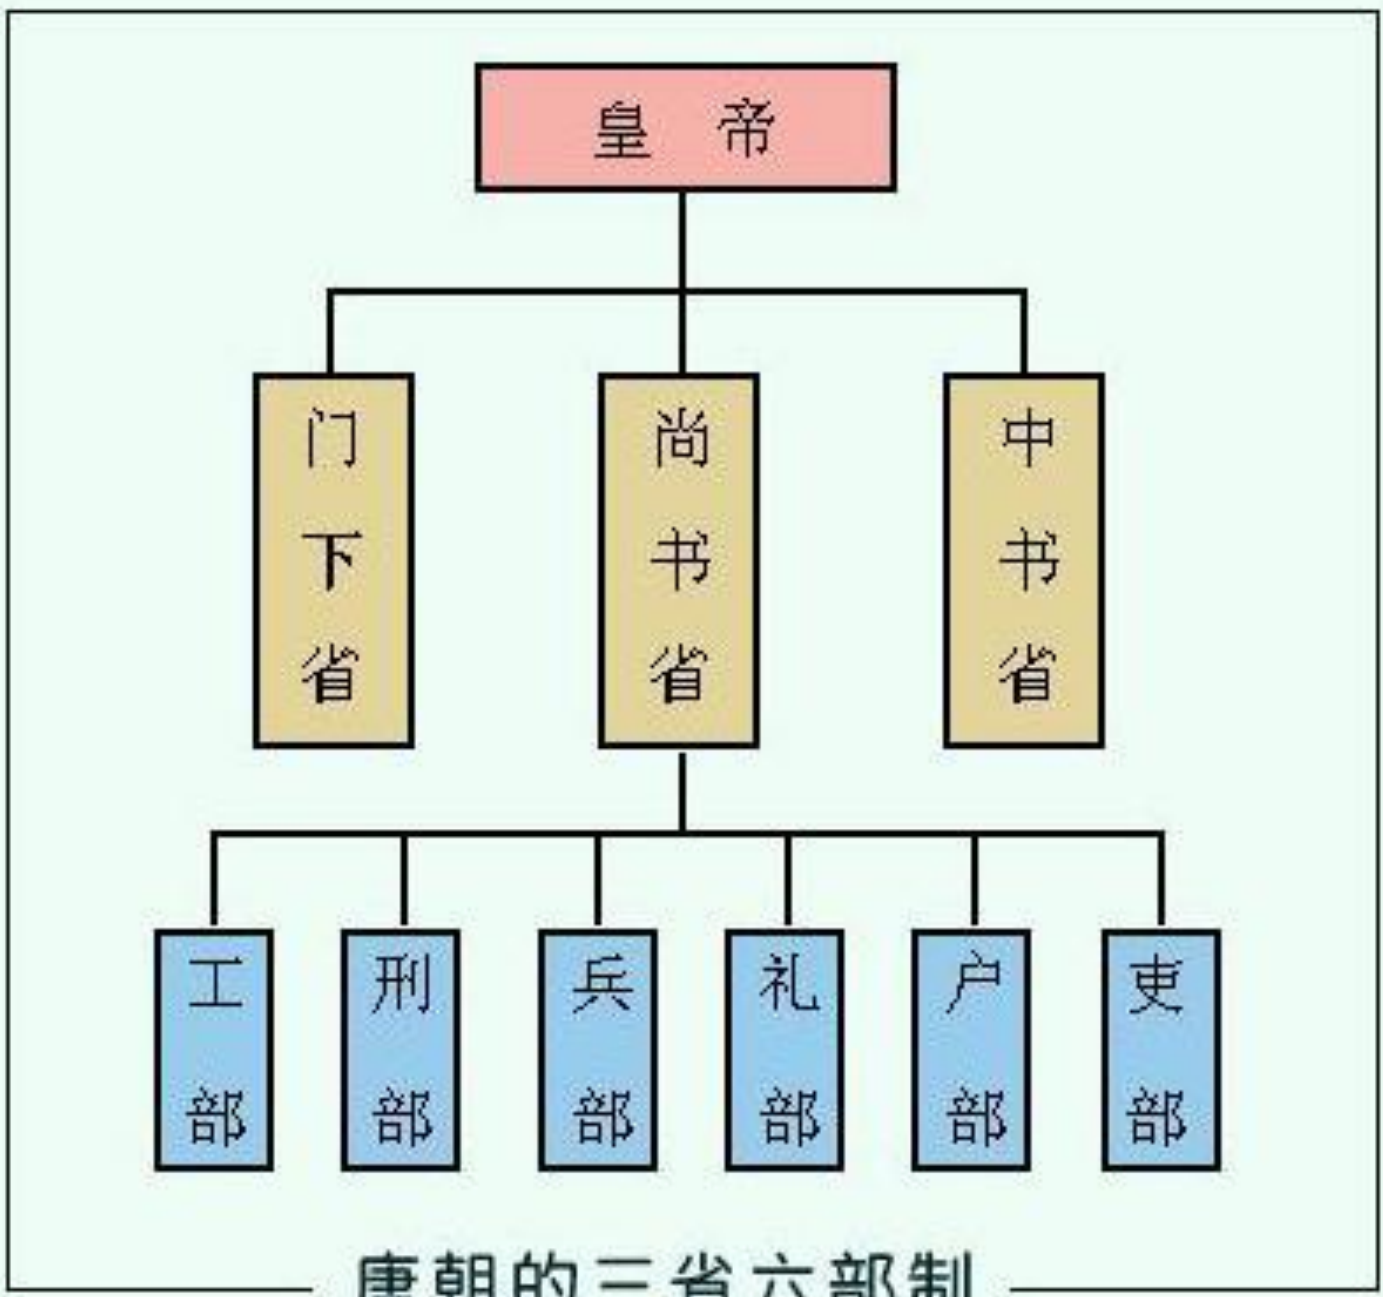 皇 帝
门下省
尚书省
中书省
工部
刑部
兵部
礼部
户部
吏部
唐朝的三省六部制